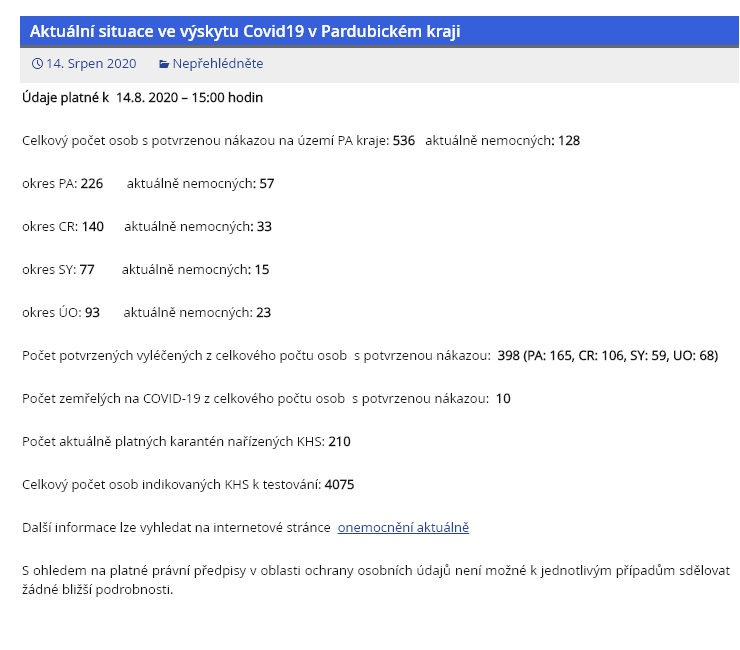 Aktuální situace ve výskytu Covid19 v Pardubickém kraji
14. Srpen 2020 Nepřehlédněte
Údaje platné k 14.8. 2020 – 15:00 hodin
Celkový počet osob s potvrzenou nákazou na území PA kraje: 536 aktuálně nemocných: 128
okres PA: 226 aktuálně nemocných: 57
okres CR: 140 aktuálně nemocných: 33
okres SY: 77 aktuálně nemocných: 15
okres ÚO: 93 aktuálně nemocných: 23
Počet potvrzených vyléčených z celkového počtu osob s potvrzenou nákazou: 398 (PA: 165, CR: 106, SY: 59, UO: 68)
Počet zemřelých na COVID-19 z celkového počtu osob s potvrzenou nákazou: 10
Počet aktuálně platných karantén nařízených KHS: 210
Celkový počet osob indikovaných KHS k testování: 4075
Další informace lze vyhledat na internetové stránce onemocnění aktuálně
S ohledem na platné právní předpisy v oblasti ochrany osobních údajů není možné k jednotlivým případům sdělovat
žádné bližší podrobnosti.